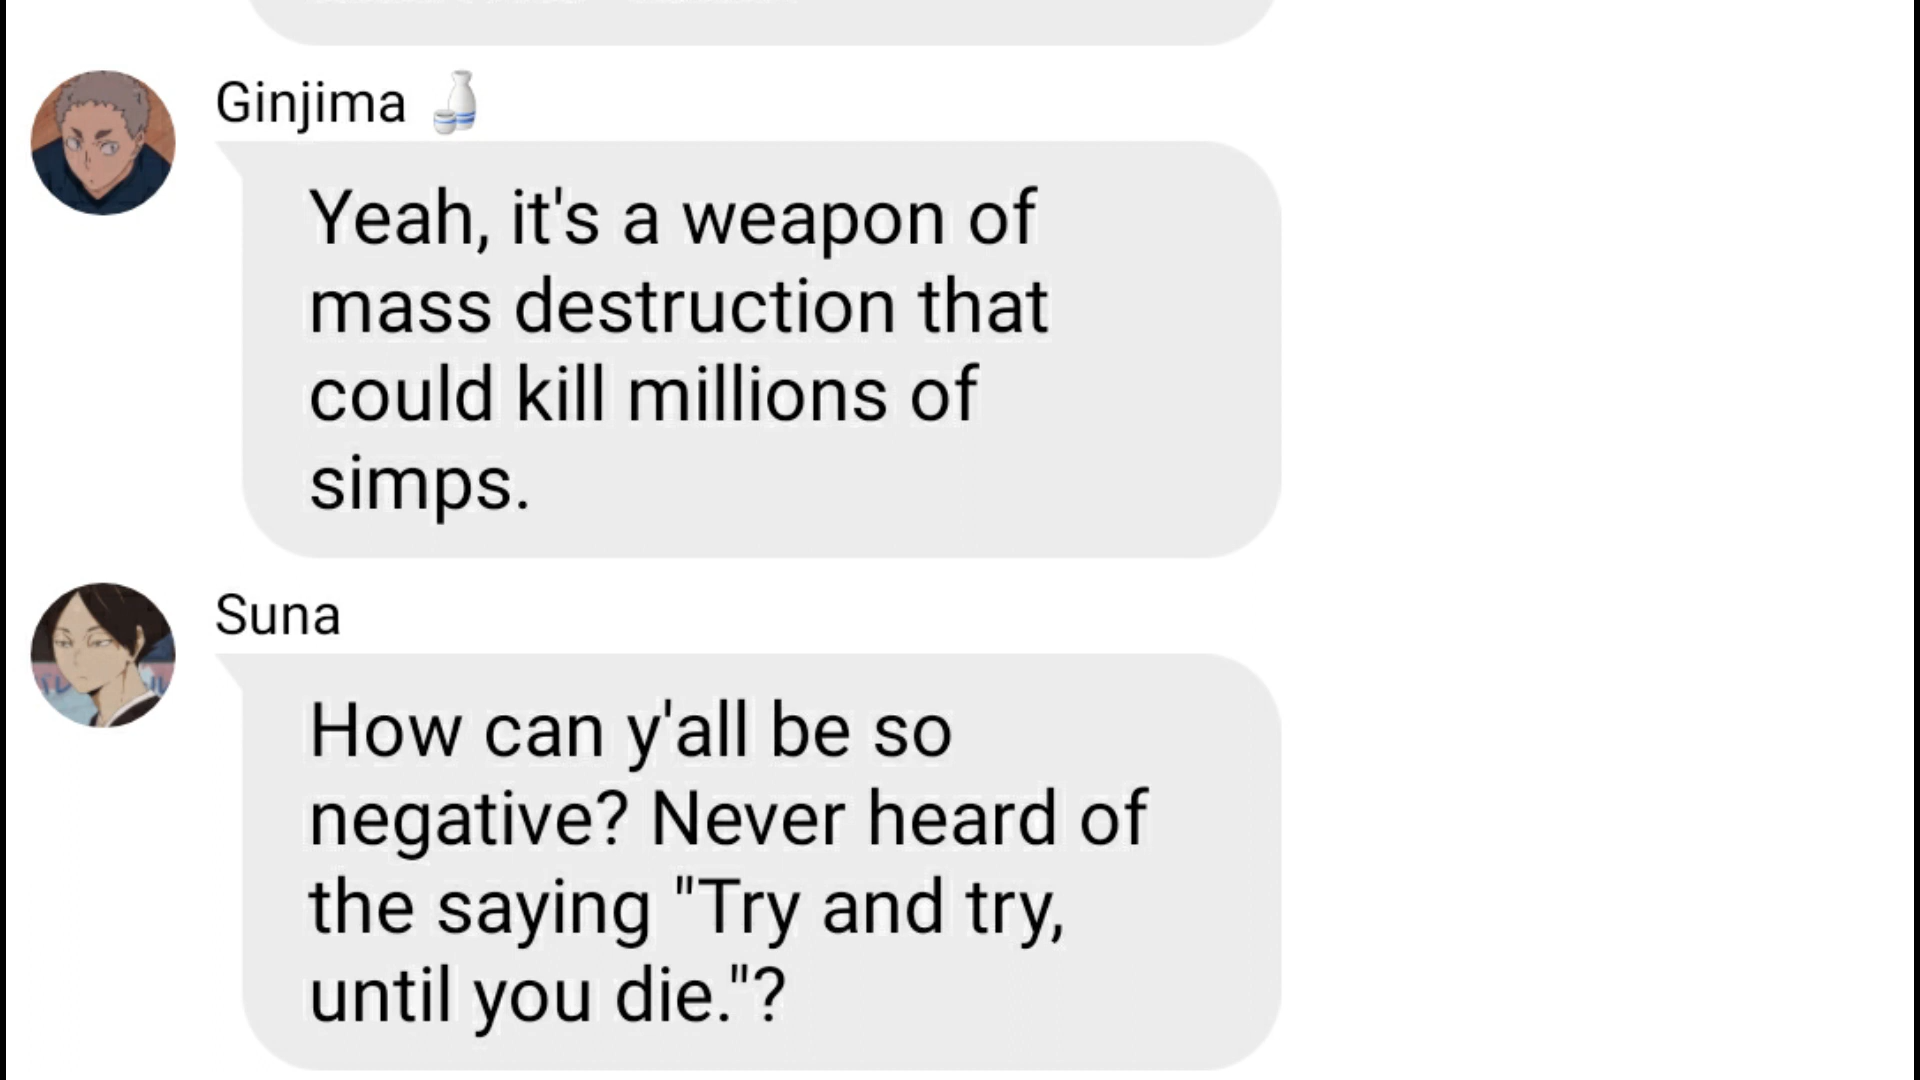 Ginjima 🍶
Yeah, it's a weapon of
mass destruction that
could kill millions of
simps.
Suna
How can y'all be so
negative? Never heard of
the saying "Try and try,
until you die."?